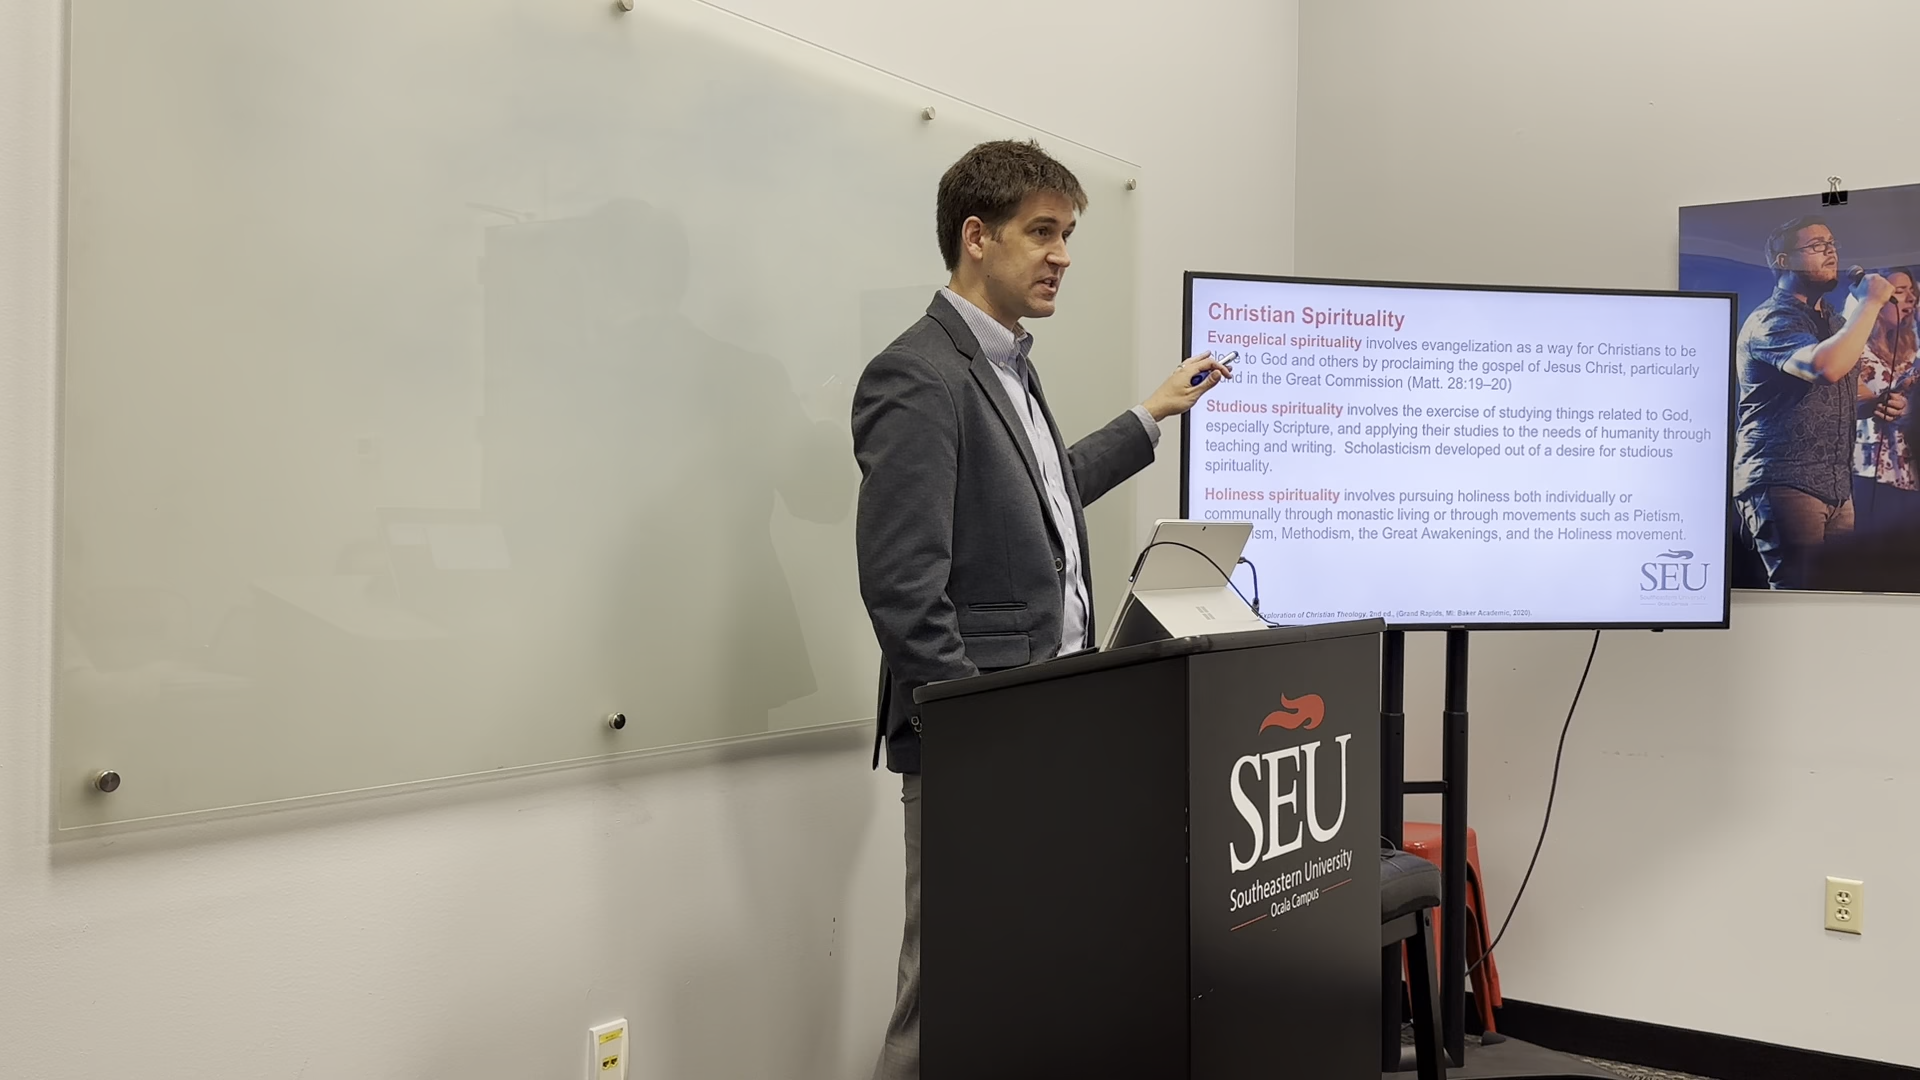 Christian Spirituality
Evangelical spirituality involves evangelization as a way for Christians to be
to God and others by proclaiming the gospel of Jesus Christ, particularly
in the Great Commission (Matt. 28:19–20)
Studious spirituality involves the exercise of studying things related to God,
especially Scripture, and applying their studies to the needs of humanity through
teaching and writing. Scholasticism developed out of a desire for studious
spirituality.
Holiness spirituality involves pursuing holiness both individually or
communally through monastic living or through movements such as Pietism,
Methodism, the Great Awakenings, and the Holiness movement.
SEU
Southeastern University
Exploration of Christian Theology, 2nd ed., (Grand Rapids, MI: Baker Academic, 2020).
SEU
Southeastern University
Ocala Campus